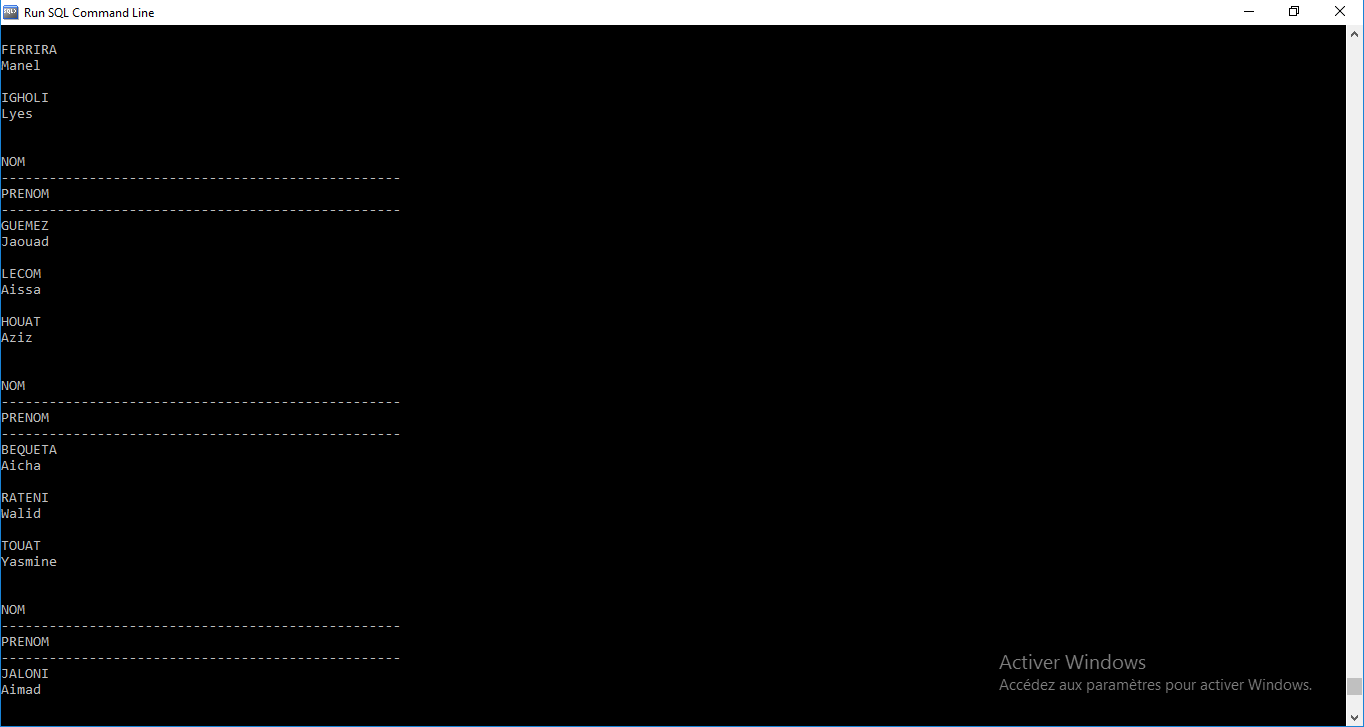 Run SQL Command Line
FERRIRA
Manel
IGHOLI
Lyes
NOM
--------------------------------------------------
PRENOM
--------------------------------------------------
GUEMEZ
Jaouad
LECOM
Aissa
HOUAT
Aziz
NOM
--------------------------------------------------
PRENOM
--------------------------------------------------
BEQUETA
Aicha
RATENI
Walid
TOUAT
Yasmine
NOM
--------------------------------------------------
PRENOM
--------------------------------------------------
JALONI
Aimad
Activer Windows
Accédez aux paramètres pour activer Windows.